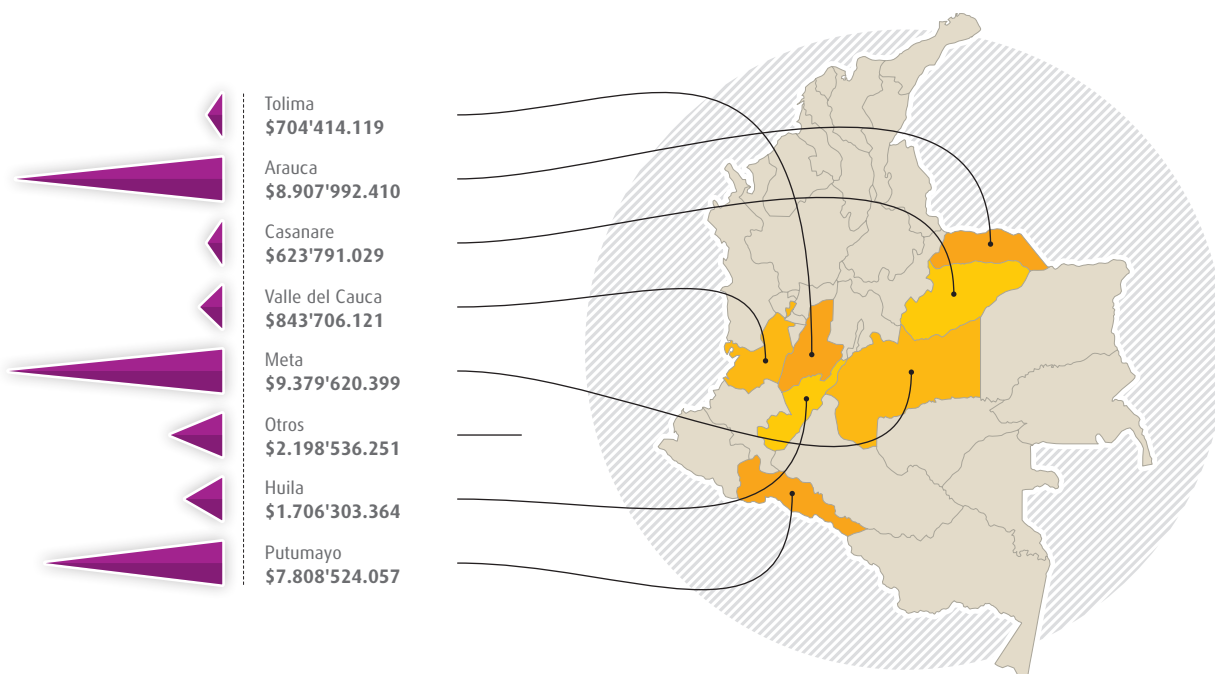 Tolima
$704'414.119
Arauca
$8.907'992.410
Casanare
$623'791.029
Valle del Cauca
$843'706.121
Meta
$9.379'620.399
Otros
$2.198'536.251
Huila
$1.706'303.364
Putumayo
$7.808'524.057